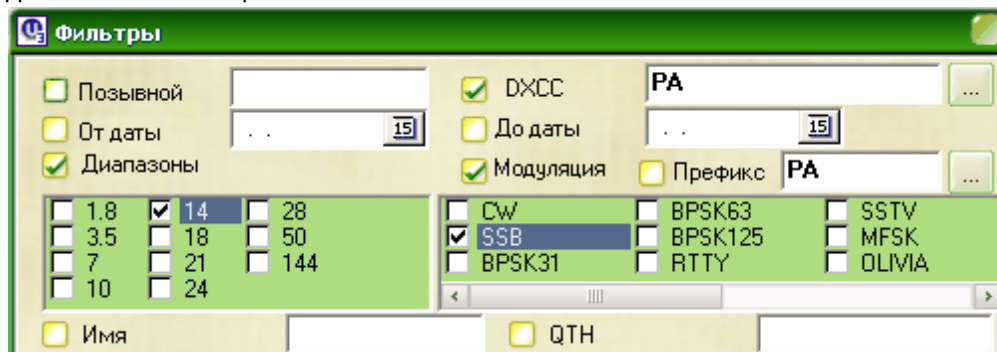 Фильтры
Позывной DXCC PA ...
От даты . . 15 До даты . . 15
Диапазоны Модуляция Префикс PA ...
1.8 14 28 CW BPSK63 SSTV
3.5 18 50 SSB BPSK125 MFSK
7 21 144 BPSK31 RTTY OLIVIA
10 24
Имя QTH